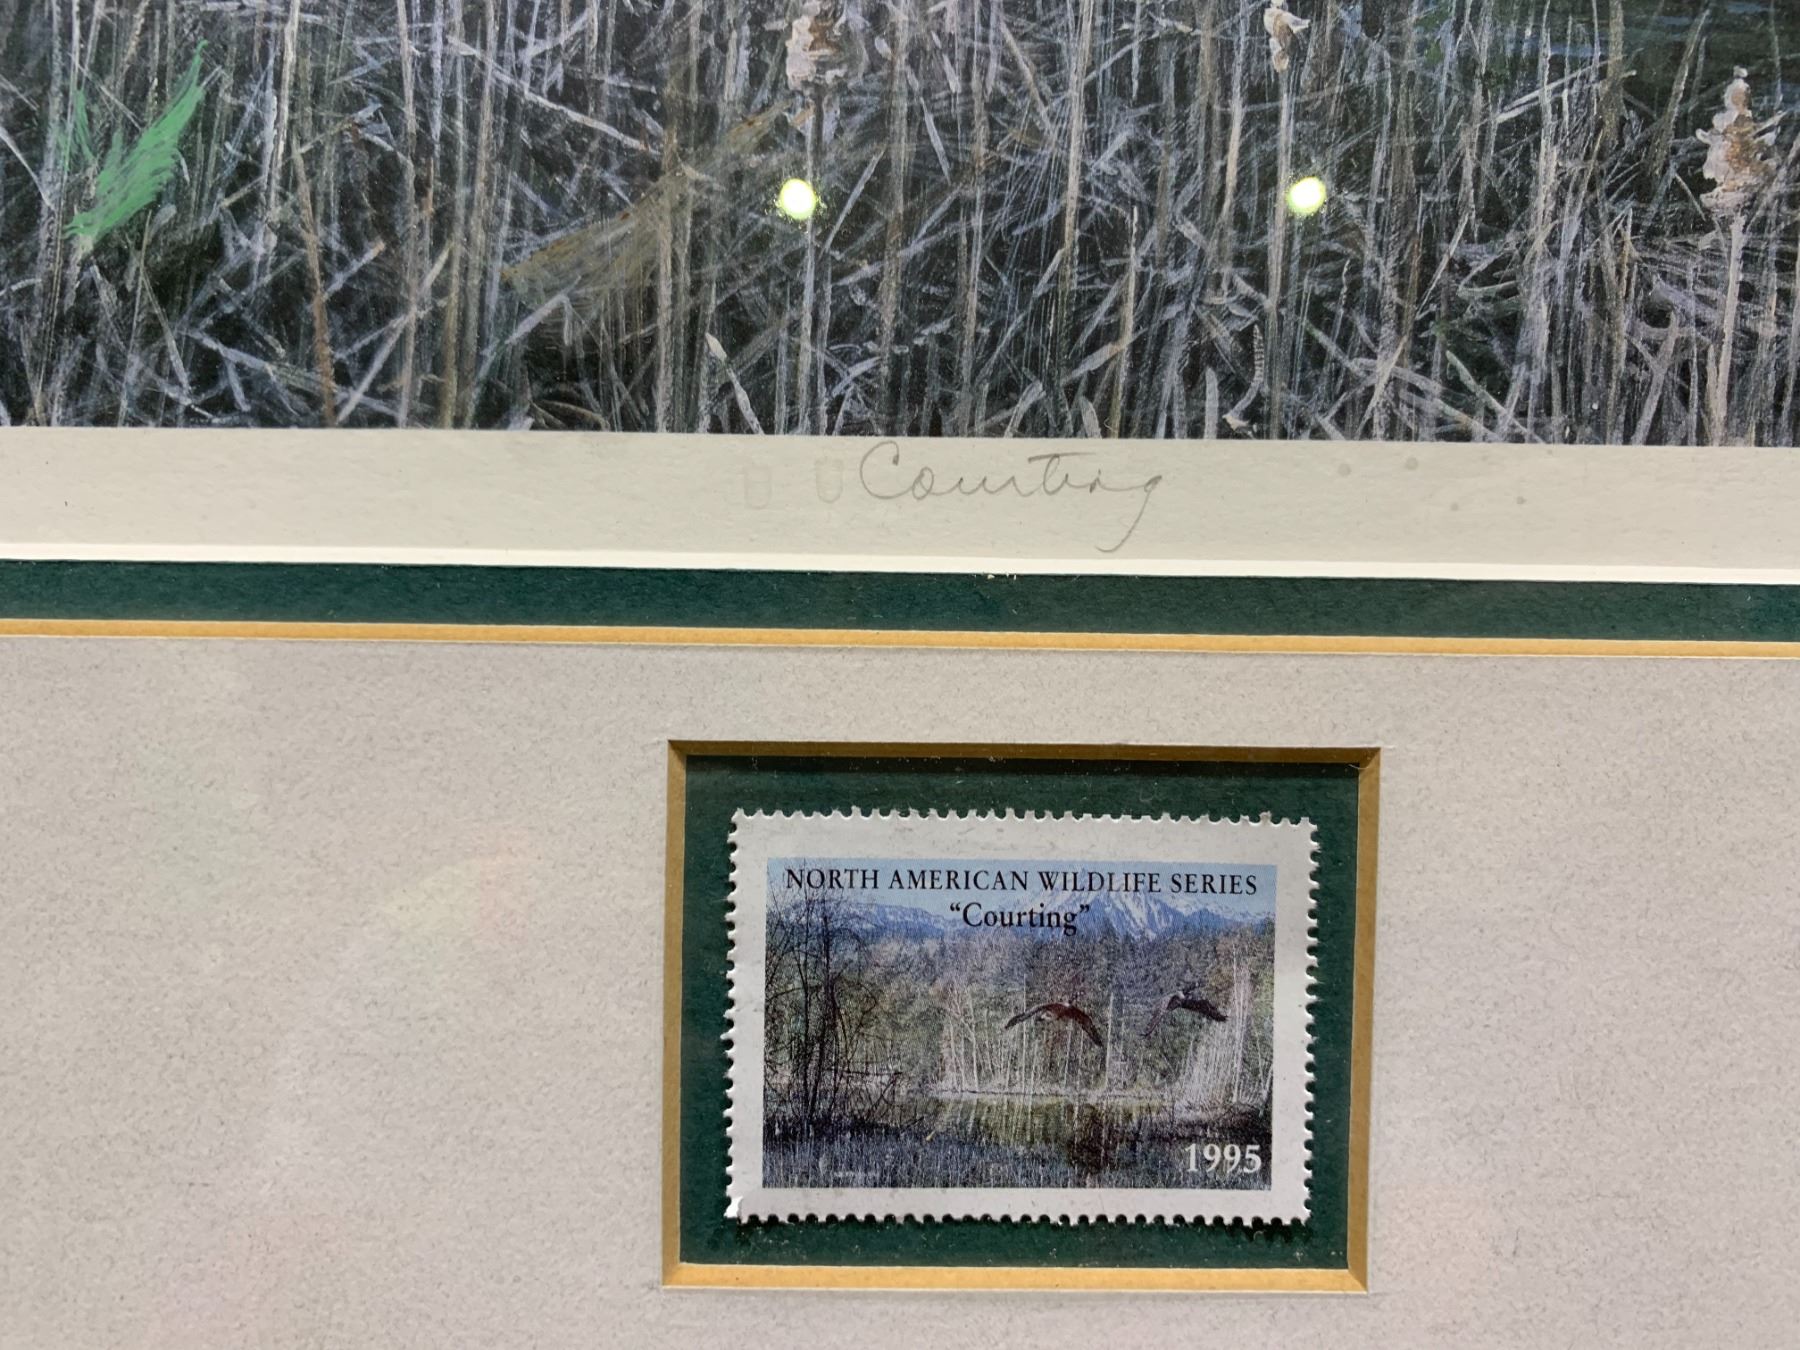 Courting
NORTH AMERICAN WILDLIFE SERIES
“Courting”
1995